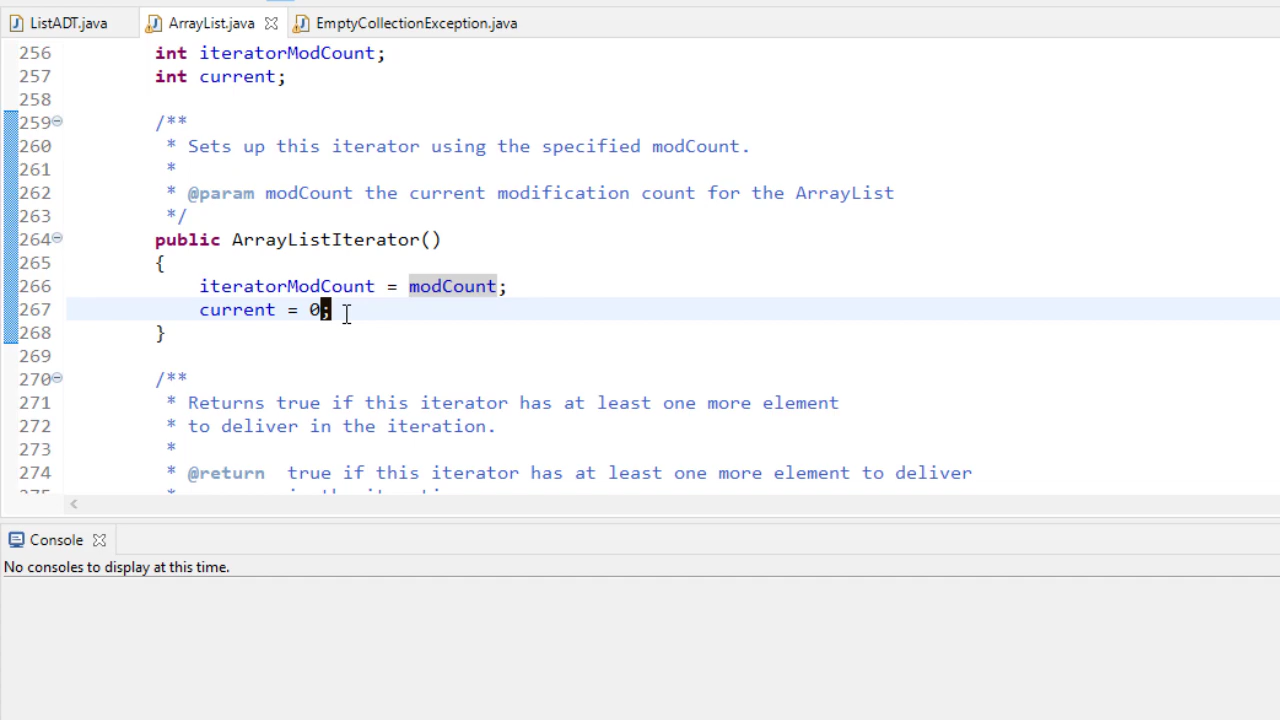 ListADT.java ArrayList.java EmptyCollectionException.java
256 int iteratorModCount;
257 int current;
258
259 /**
260 * Sets up this iterator using the specified modCount.
261 *
262 * @param modCount the current modification count for the ArrayList
263 */
264 public ArrayListIterator()
265 {
266 iteratorModCount = modCount;
267 current = 0;
268 }
269
270 /**
271 * Returns true if this iterator has at least one more element
272 * to deliver in the iteration.
273 *
274 * @return true if this iterator has at least one more element to deliver
Console
No consoles to display at this time.